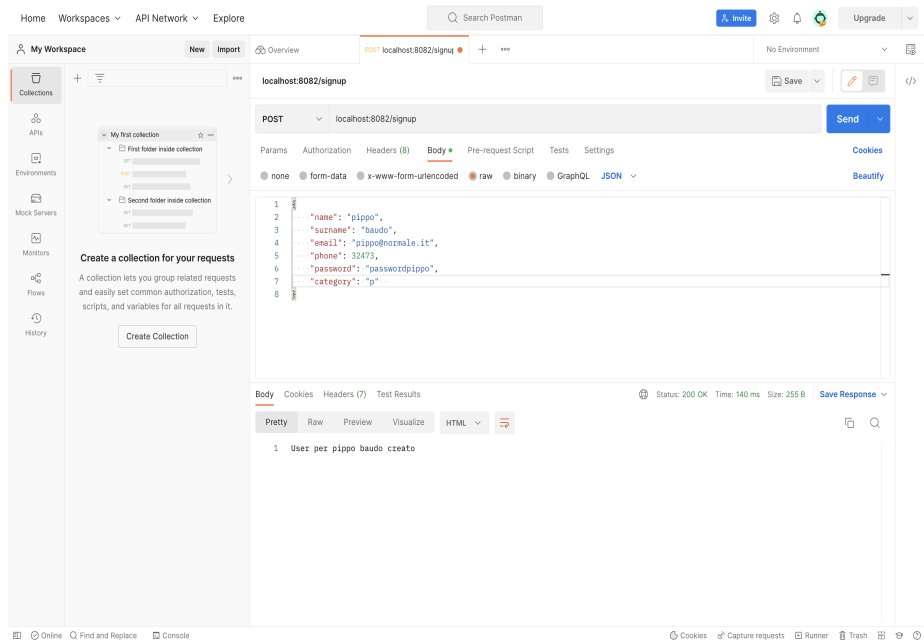 Home Workspaces API Network Explore Search Postman Invite Upgrade
My Workspace New Import Overview POST localhost:8082/signup No Environment
Collections
APIs
Environments
Mock Servers
Monitors
Flows
History
My first collection
First folder inside collection
GET
POST
GET
Second folder inside collection
GET
GET
Create a collection for your requests
A collection lets you group related requests
and easily set common authorization, tests,
scripts, and variables for all requests in it.
Create Collection
localhost:8082/signup Save
POST localhost:8082/signup Send
Params Authorization Headers (8) Body Pre-request Script Tests Settings Cookies
none form-data x-www-form-urlencoded raw binary GraphQL JSON Beautify
1 {
2 "name": "pippo",
3 "surname": "baudo",
4 "email": "pippo@normale.it",
5 "phone": 32473,
6 "password": "passwordpippo",
7 "category": "p"
8 }
Body Cookies Headers (7) Test Results Status: 200 OK Time: 140 ms Size: 255 B Save Response
Pretty Raw Preview Visualize HTML
1 User per pippo baudo creato
Online Find and Replace Console Cookies Capture requests Runner Trash